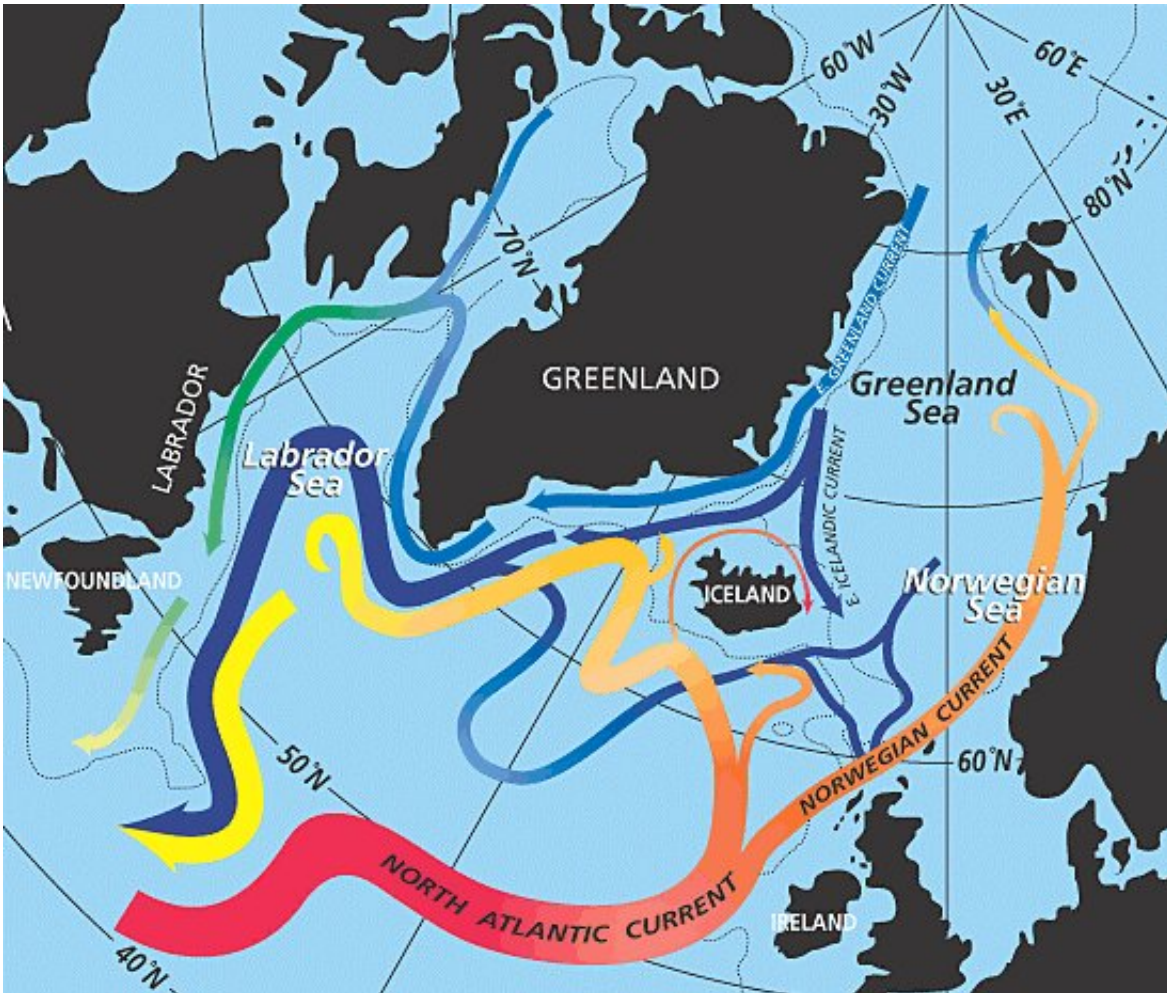 60°W
30°W
60°E
30°E
80°N
70°N
E. GREENLAND CURRENT
GREENLAND
Greenland
Sea
LABRADOR
Labrador
Sea
E. ICELANDIC CURRENT
NEWFOUNDLAND
ICELAND
Norwegian
Sea
50°N
NORWEGIAN CURRENT
60°N
NORTH ATLANTIC CURRENT
IRELAND
40°N